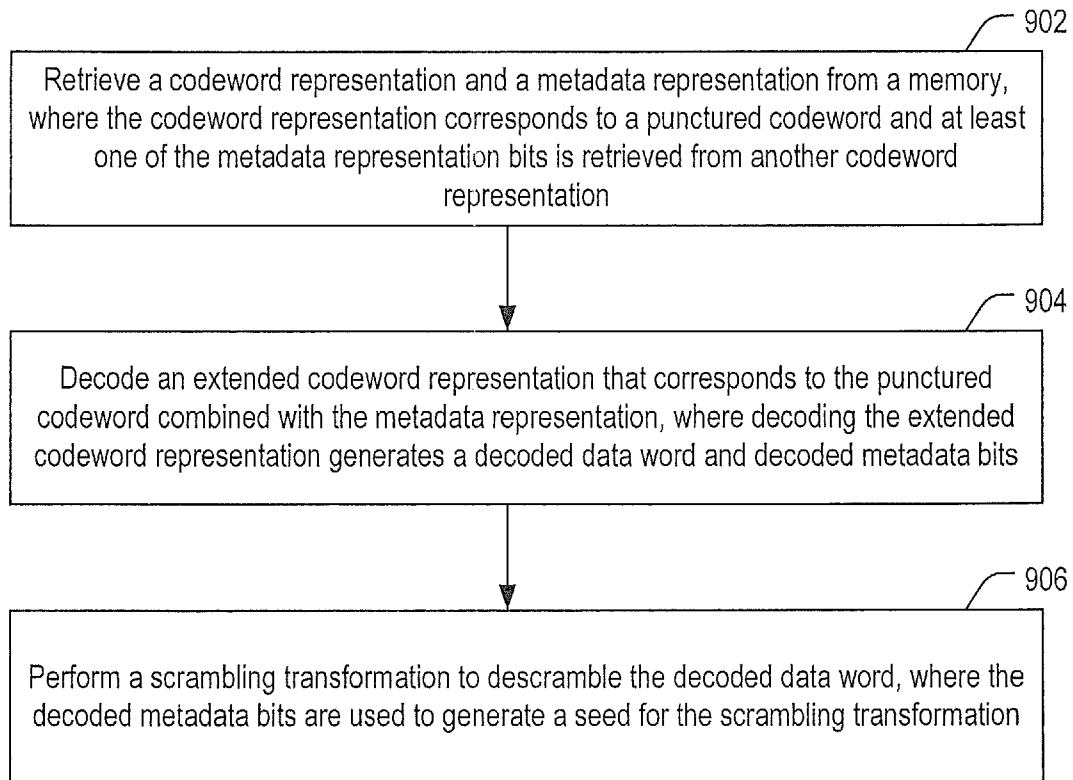 902
Retrieve a codeword representation and a metadata representation from a memory,
where the codeword representation corresponds to a punctured codeword and at least
one of the metadata representation bits is retrieved from another codeword
representation
904
Decode an extended codeword representation that corresponds to the punctured
codeword combined with the metadata representation, where decoding the extended
codeword representation generates a decoded data word and decoded metadata bits
906
Perform a scrambling transformation to descramble the decoded data word, where the
decoded metadata bits are used to generate a seed for the scrambling transformation